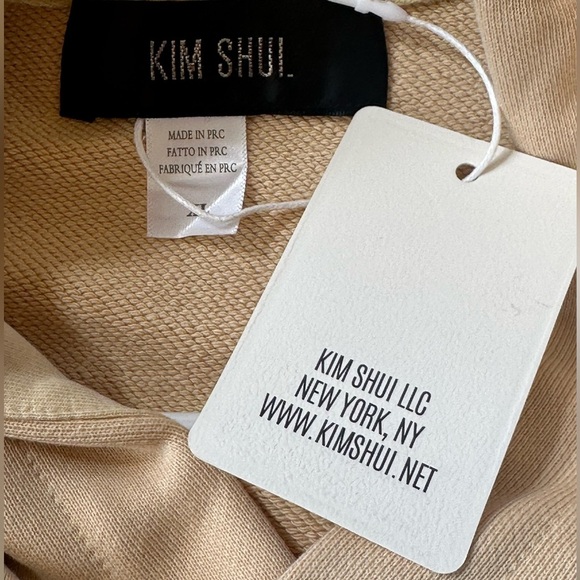 KIM SHUI
MADE IN PRC
FATTO IN PRC
FABRIQUÉ EN PRC
XL
KIM SHUI LLC
NEW YORK, NY
WWW.KIMSHUI.NET